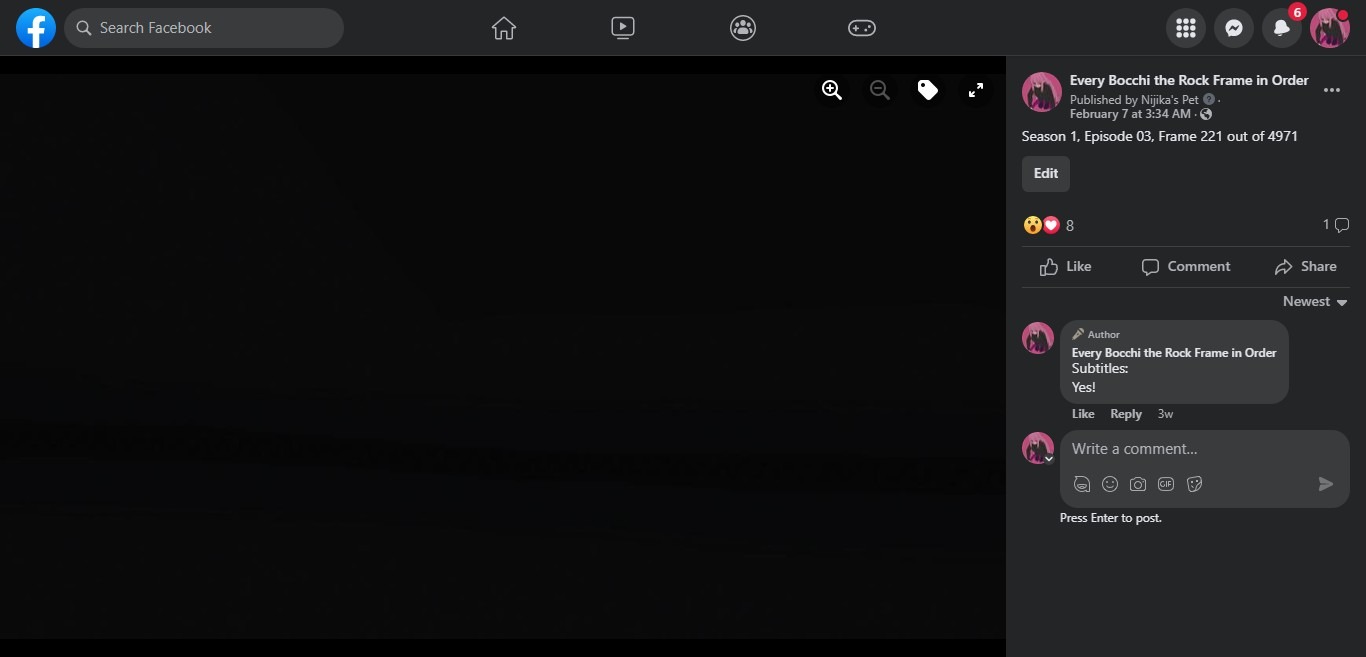 Search Facebook
6
Every Bocchi the Rock Frame in Order
Published by Nijika's Pet ·
February 7 at 3:34 AM ·
Season 1, Episode 03, Frame 221 out of 4971
Edit
8
1
Like
Comment
Share
Newest
Author
Every Bocchi the Rock Frame in Order
Subtitles:
Yes!
Like Reply 3w
Write a comment...
GIF
Press Enter to post.